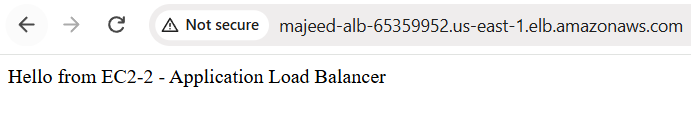 Not secure majeed-alb-65359952.us-east-1.elb.amazonaws.com
Hello from EC2-2 - Application Load Balancer